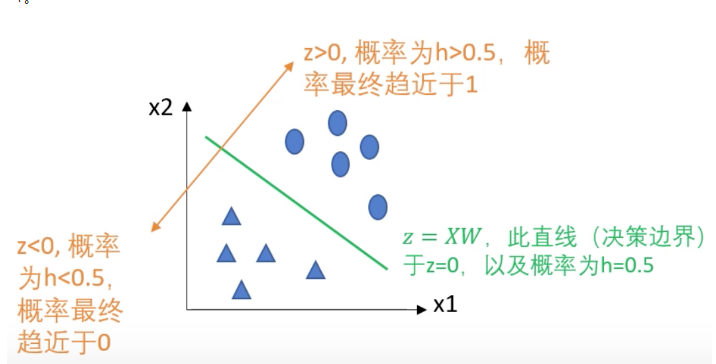 z>0, 概率为h>0.5，概
率最终趋近于1
x2
z<0, 概率
为h<0.5，
概率最终
趋近于0
z = XW，此直线（决策边界）
于z=0，以及概率为h=0.5
x1